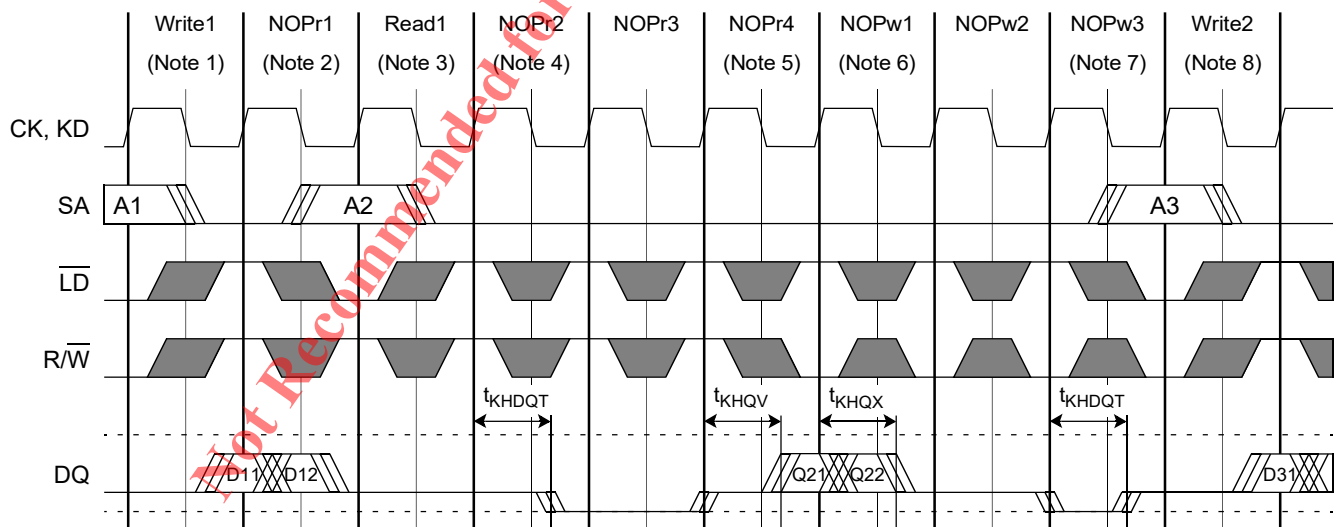 Write1 NOPr1 Read1 NOPr2 NOPr3 NOPr4 NOPw1 NOPw2 NOPw3 Write2
(Note 1) (Note 2) (Note 3) (Note 4) (Note 5) (Note 6) (Note 7) (Note 8)
CK, KD
SA A1 A2 A3
LD
R/W
tKHDQT tKHQV tKHQX tKHDQT
DQ D11 D12 Q21 Q22 D31
Not Recommended for